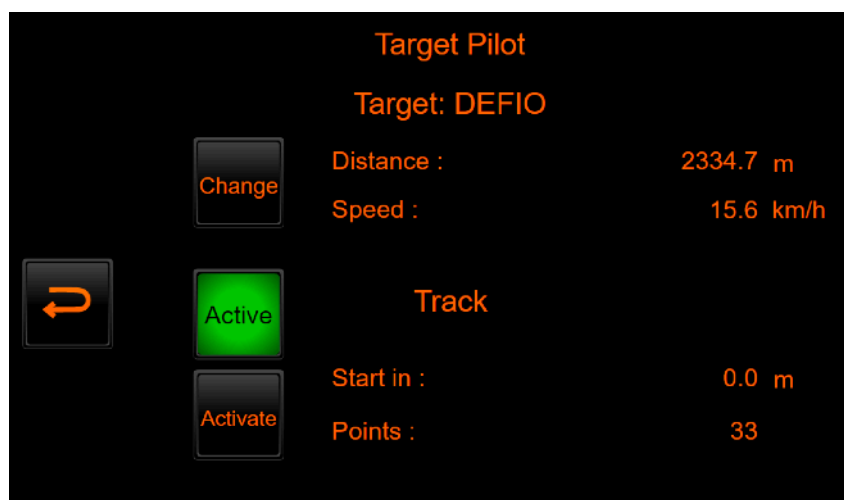 Target Pilot
Target: DEFIO
Change
Distance : 2334.7 m
Speed : 15.6 km/h
Active
Track
Activate
Start in : 0.0 m
Points : 33